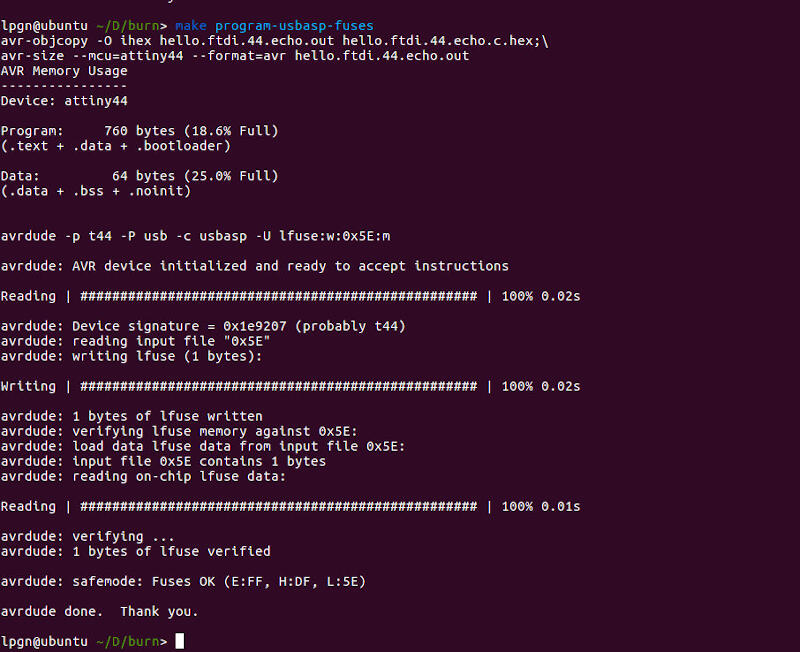 lpgn@ubuntu ~/D/burn> make program-usbasp-fuses
avr-objcopy -O ihex hello.ftdi.44.echo.out hello.ftdi.44.echo.c.hex;\
avr-size --mcu=attiny44 --format=avr hello.ftdi.44.echo.out
AVR Memory Usage
----------------
Device: attiny44
Program:     760 bytes (18.6% Full)
(.text + .data + .bootloader)
Data:         64 bytes (25.0% Full)
(.data + .bss + .noinit)
avrdude -p t44 -P usb -c usbasp -U lfuse:w:0x5E:m
avrdude: AVR device initialized and ready to accept instructions
Reading | ################################################## | 100% 0.02s
avrdude: Device signature = 0x1e9207 (probably t44)
avrdude: reading input file "0x5E"
avrdude: writing lfuse (1 bytes):
Writing | ################################################## | 100% 0.02s
avrdude: 1 bytes of lfuse written
avrdude: verifying lfuse memory against 0x5E:
avrdude: load data lfuse data from input file 0x5E:
avrdude: input file 0x5E contains 1 bytes
avrdude: reading on-chip lfuse data:
Reading | ################################################## | 100% 0.01s
avrdude: verifying ...
avrdude: 1 bytes of lfuse verified
avrdude: safemode: Fuses OK (E:FF, H:DF, L:5E)
avrdude done.  Thank you.
lpgn@ubuntu ~/D/burn>